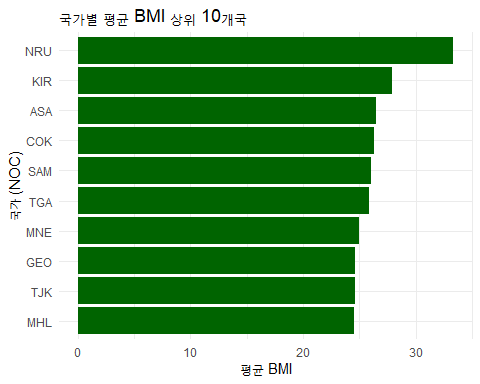 국가별 평균 BMI 상위 10개국
국가 (NOC)
NRU
KIR
ASA
COK
SAM
TGA
MNE
GEO
TJK
MHL
0 10 20 30
평균 BMI